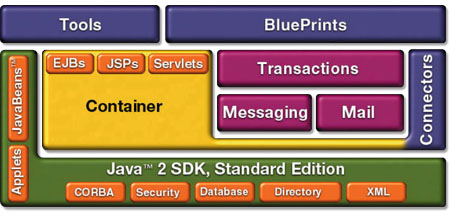 Tools
BluePrints
JavaBeans™
EJBs
JSPs
Servlets
Container
Transactions
Messaging
Mail
Connectors
Applets
Java™ 2 SDK, Standard Edition
CORBA
Security
Database
Directory
XML